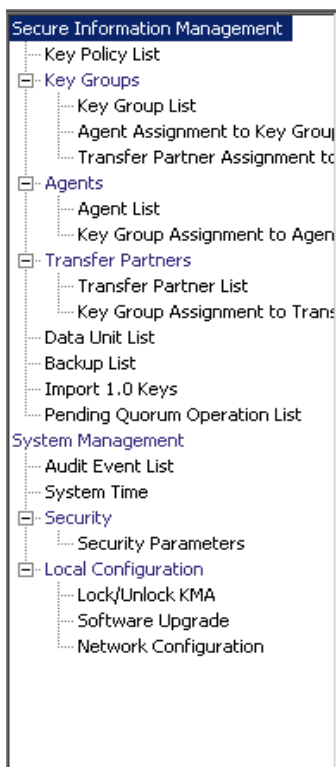 Secure Information Management
Key Policy List
Key Groups
Key Group List
Agent Assignment to Key Grou
Transfer Partner Assignment to
Agents
Agent List
Key Group Assignment to Agen
Transfer Partners
Transfer Partner List
Key Group Assignment to Trans
Data Unit List
Backup List
Import 1.0 Keys
Pending Quorum Operation List
System Management
Audit Event List
System Time
Security
Security Parameters
Local Configuration
Lock/Unlock KMA
Software Upgrade
Network Configuration